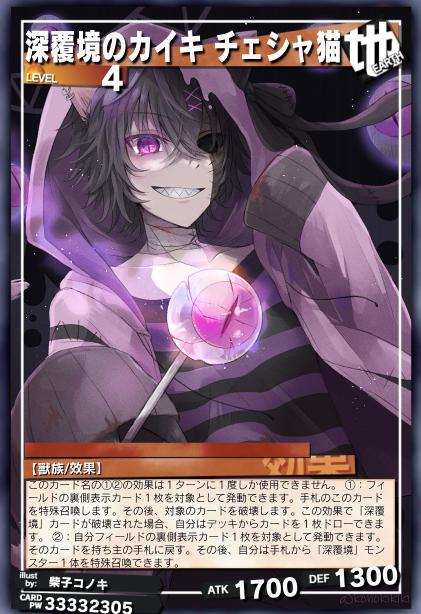 深覆境のカイキ チェシャ猫
地
EARTH
LEVEL 4
【獣族/効果】
効果
このカード名の①②の効果は１ターンに１度しか使用できません。①：フィ
ールドの裏側表示カード１枚を対象として発動できます。手札のこのカード
を特殊召喚します。その後、対象のカードを破壊します。この効果で「深覆
境」カードが破壊された場合、自分はデッキからカードを１枚ドローできま
す。 ②：自分フィールドの裏側表示カード１枚を対象として発動できます。
そのカードを持ち主の手札に戻す。その後、自分は手札から「深覆境」モン
スター１体を特殊召喚できます。
illust by: 柴子コノキ
ATK 1700 DEF 1300
CARD PW 33332305